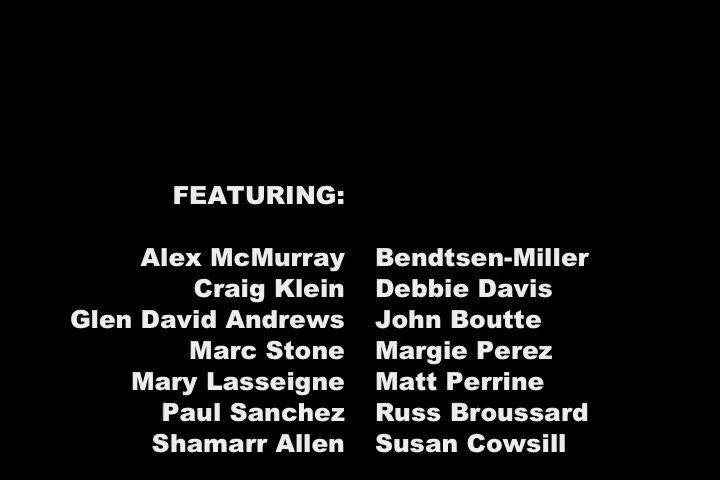 FEATURING:
Alex McMurray Bendtsen-Miller
Craig Klein Debbie Davis
Glen David Andrews John Boutte
Marc Stone Margie Perez
Mary Lasseigne Matt Perrine
Paul Sanchez Russ Broussard
Shamarr Allen Susan Cowsill